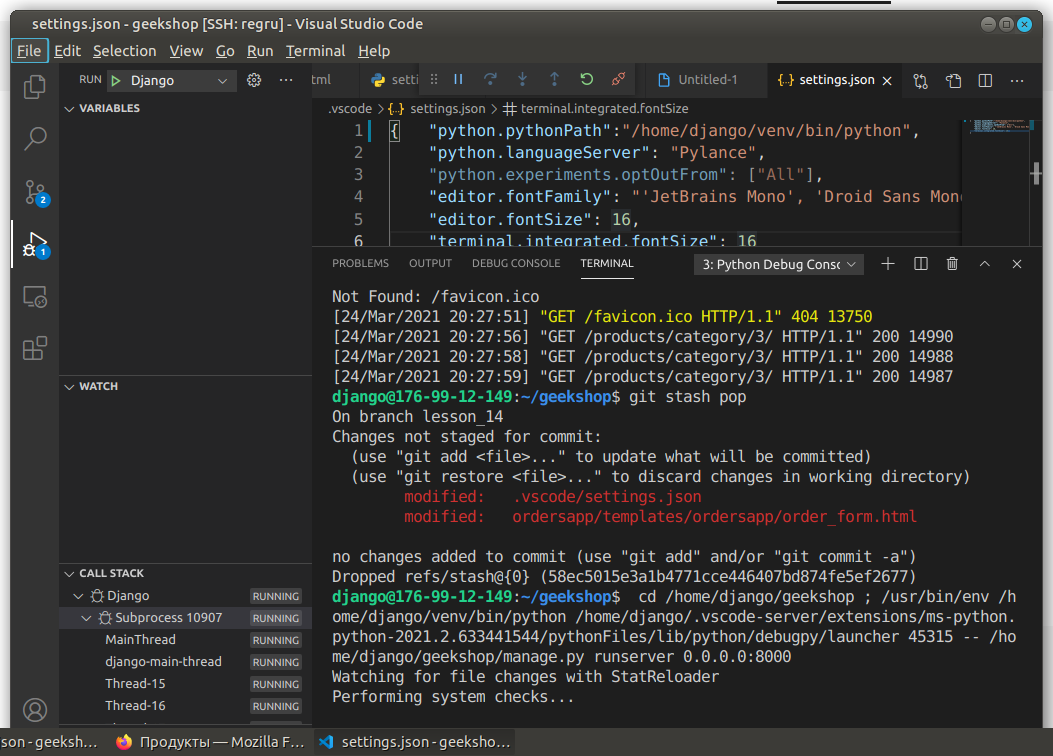 settings.json - geekshop [SSH: regru] - Visual Studio Code
File Edit Selection View Go Run Terminal Help
RUN Django tml setti Untitled-1 settings.json
VARIABLES
.vscode > {..} settings.json > terminal.integrated.fontSize
1 { "python.pythonPath":"/home/django/venv/bin/python",
2 "python.languageServer": "Pylance",
3 "python.experiments.optOutFrom": ["All"],
4 "editor.fontFamily": "'JetBrains Mono', 'Droid Sans Mon
5 "editor.fontSize": 16,
6 "terminal.integrated.fontSize": 16
2
1
PROBLEMS OUTPUT DEBUG CONSOLE TERMINAL 3: Python Debug Consc
Not Found: /favicon.ico
[24/Mar/2021 20:27:51] "GET /favicon.ico HTTP/1.1" 404 13750
[24/Mar/2021 20:27:56] "GET /products/category/3/ HTTP/1.1" 200 14990
[24/Mar/2021 20:27:58] "GET /products/category/3/ HTTP/1.1" 200 14988
[24/Mar/2021 20:27:59] "GET /products/category/3/ HTTP/1.1" 200 14987
django@176-99-12-149:~/geekshop$ git stash pop
On branch lesson_14
Changes not staged for commit:
(use "git add <file>..." to update what will be committed)
(use "git restore <file>..." to discard changes in working directory)
modified: .vscode/settings.json
modified: ordersapp/templates/ordersapp/order_form.html
no changes added to commit (use "git add" and/or "git commit -a")
Dropped refs/stash@{0} (58ec5015e3a1b4771cce446407bd874fe5ef2677)
django@176-99-12-149:~/geekshop$ cd /home/django/geekshop ; /usr/bin/env /h
ome/django/venv/bin/python /home/django/.vscode-server/extensions/ms-python.
python-2021.2.633441544/pythonFiles/lib/python/debugpy/launcher 45315 -- /ho
me/django/geekshop/manage.py runserver 0.0.0.0:8000
Watching for file changes with StatReloader
Performing system checks...
WATCH
CALL STACK
Django RUNNING
Subprocess 10907 RUNNING
MainThread RUNNING
django-main-thread RUNNING
Thread-15 RUNNING
Thread-16 RUNNING
son - geeksh... Продукты — Mozilla F... settings.json - geeksho...